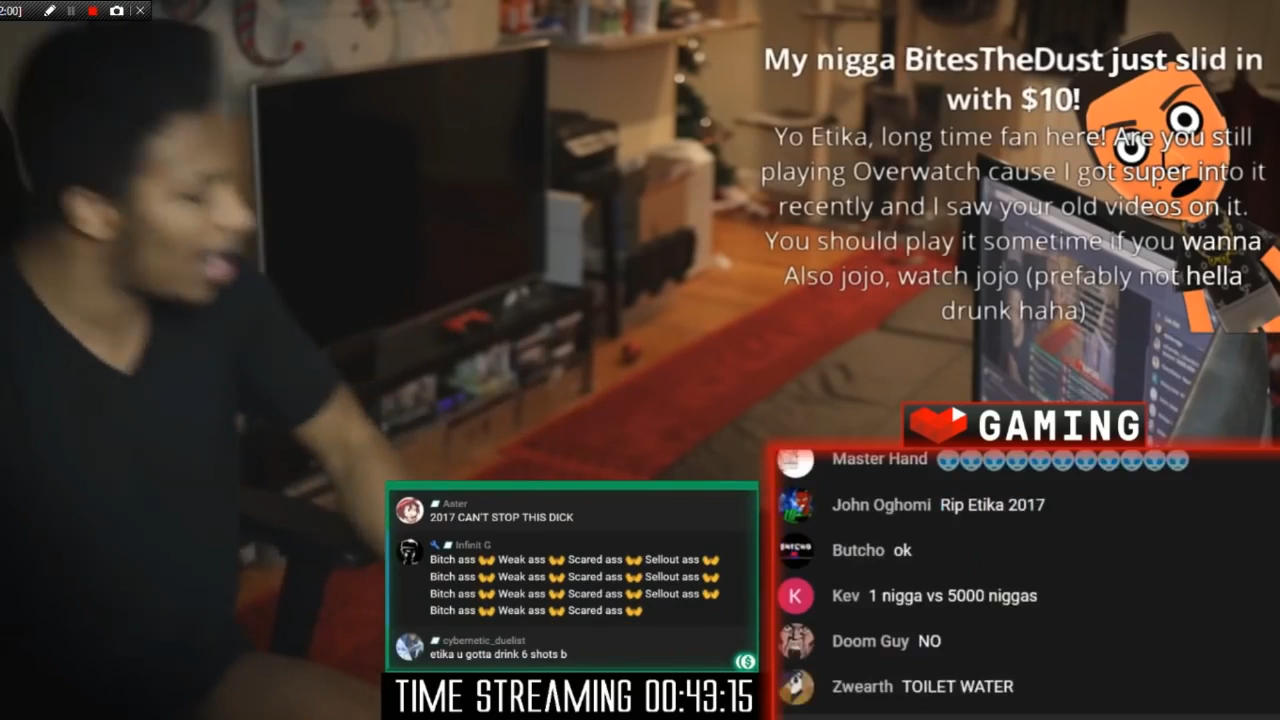 2:00]
My nigga BitesTheDust just slid in
with $10!
Yo Etika, long time fan here! Are you still
playing Overwatch cause I got super into it
recently and I saw your old videos on it.
You should play it sometime if you wanna
Also jojo, watch jojo (prefably not hella
drunk haha)
GAMING
Master Hand
John Oghomi Rip Etika 2017
Butcho ok
Kev 1 nigga vs 5000 niggas
Doom Guy NO
Zwearth TOILET WATER
Aster
2017 CAN'T STOP THIS DICK
Infinit G
Bitch ass 👐 Weak ass 👐 Scared ass 👐 Sellout ass 👐
Bitch ass 👐 Weak ass 👐 Scared ass 👐 Sellout ass 👐
Bitch ass 👐 Weak ass 👐 Scared ass 👐 Sellout ass 👐
Bitch ass 👐 Weak ass 👐 Scared ass 👐
cybernetic_duelist
etika u gotta drink 6 shots b
TIME STREAMING 00:43:15